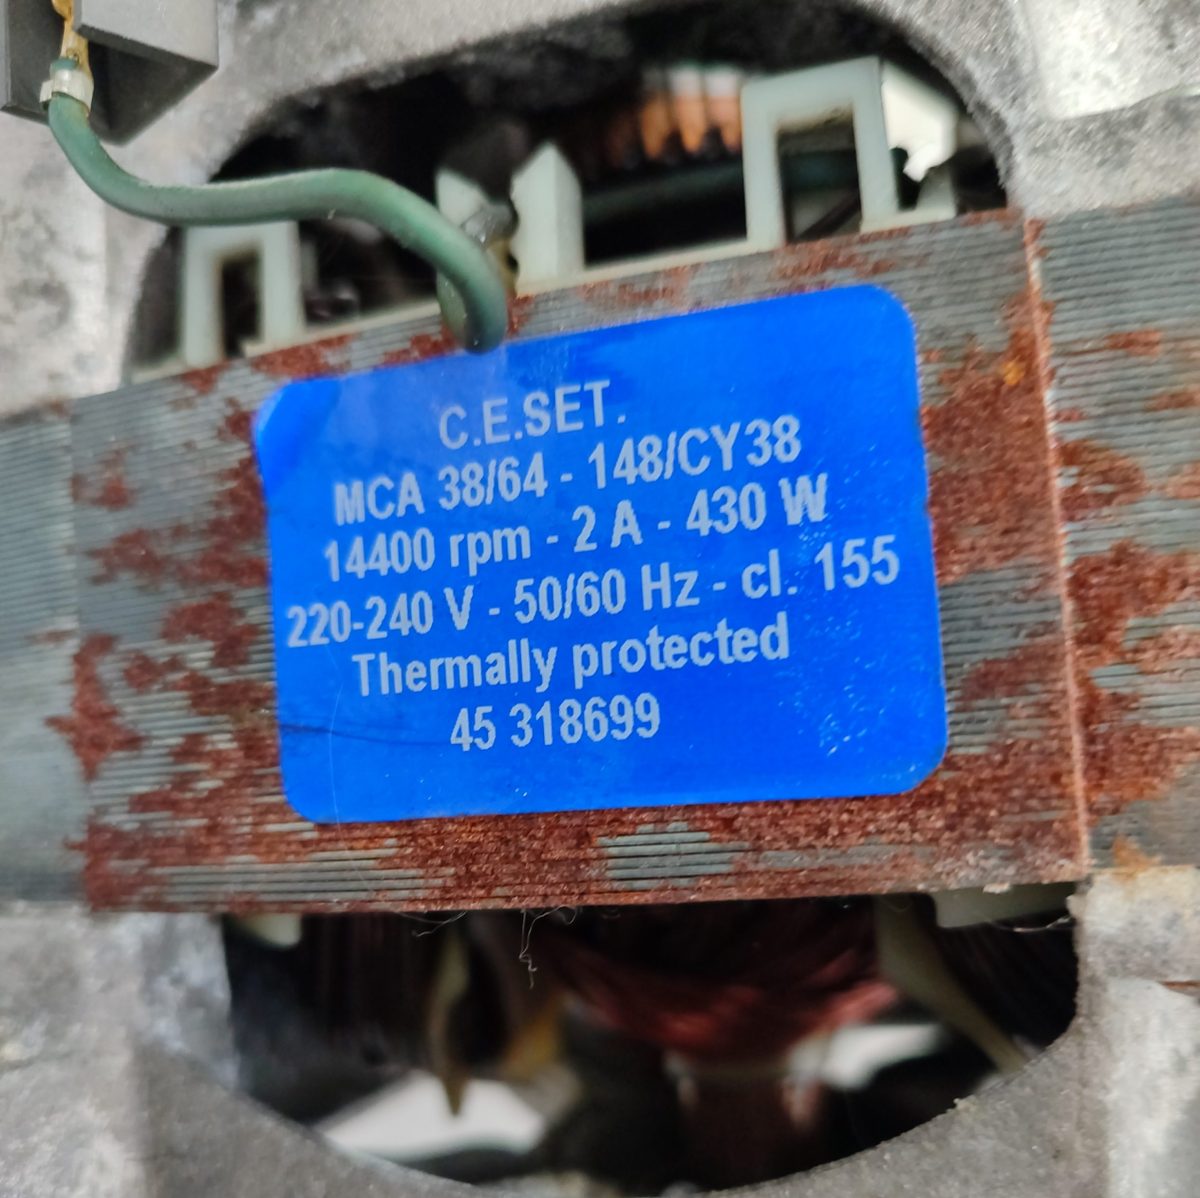 C.E.SET.
MCA 38/64 - 148/CY38
14400 rpm - 2 A - 430 W
220-240 V - 50/60 Hz - cl. 155
Thermally protected
45 318699